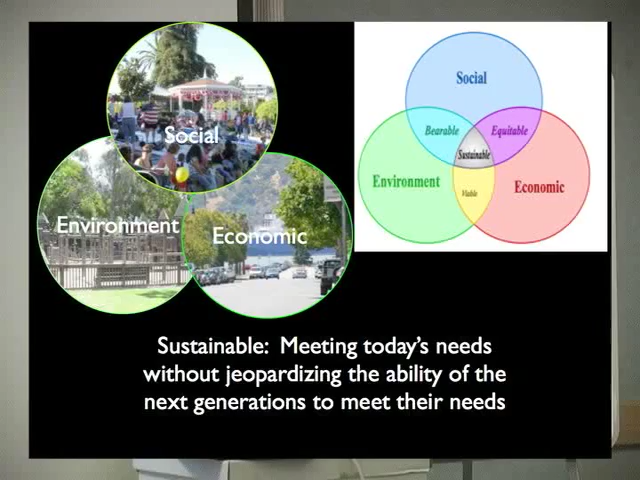 Social
Environment
Economic
Social
Bearable
Equitable
Sustainable
Environment
Economic
Viable
Sustainable: Meeting today's needs
without jeopardizing the ability of the
next generations to meet their needs